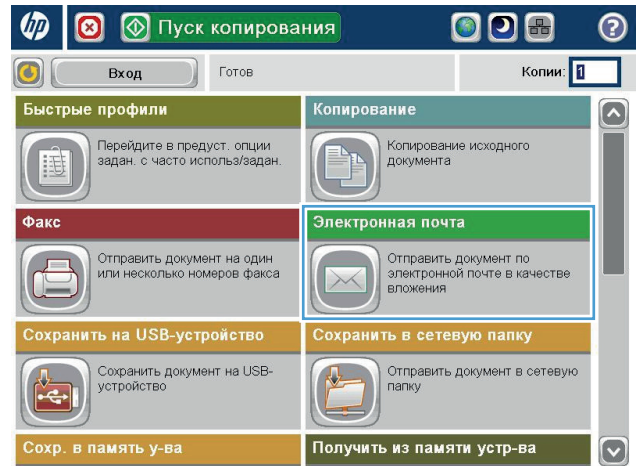 hp
Пуск копирования
?
Вход
Готов
Копии: 1
Быстрые профили
Перейдите в предуст. опции
задан. с часто использ/задан.
Копирование
Копирование исходного
документа
Факс
Отправить документ на один
или несколько номеров факса
Электронная почта
Отправить документ по
электронной почте в качестве
вложения
Сохранить на USB-устройство
Сохранить документ на USB-
устройство
Сохранить в сетевую папку
Отправить документ в сетевую
папку
Сохр. в память у-ва
Получить из памяти устр-ва